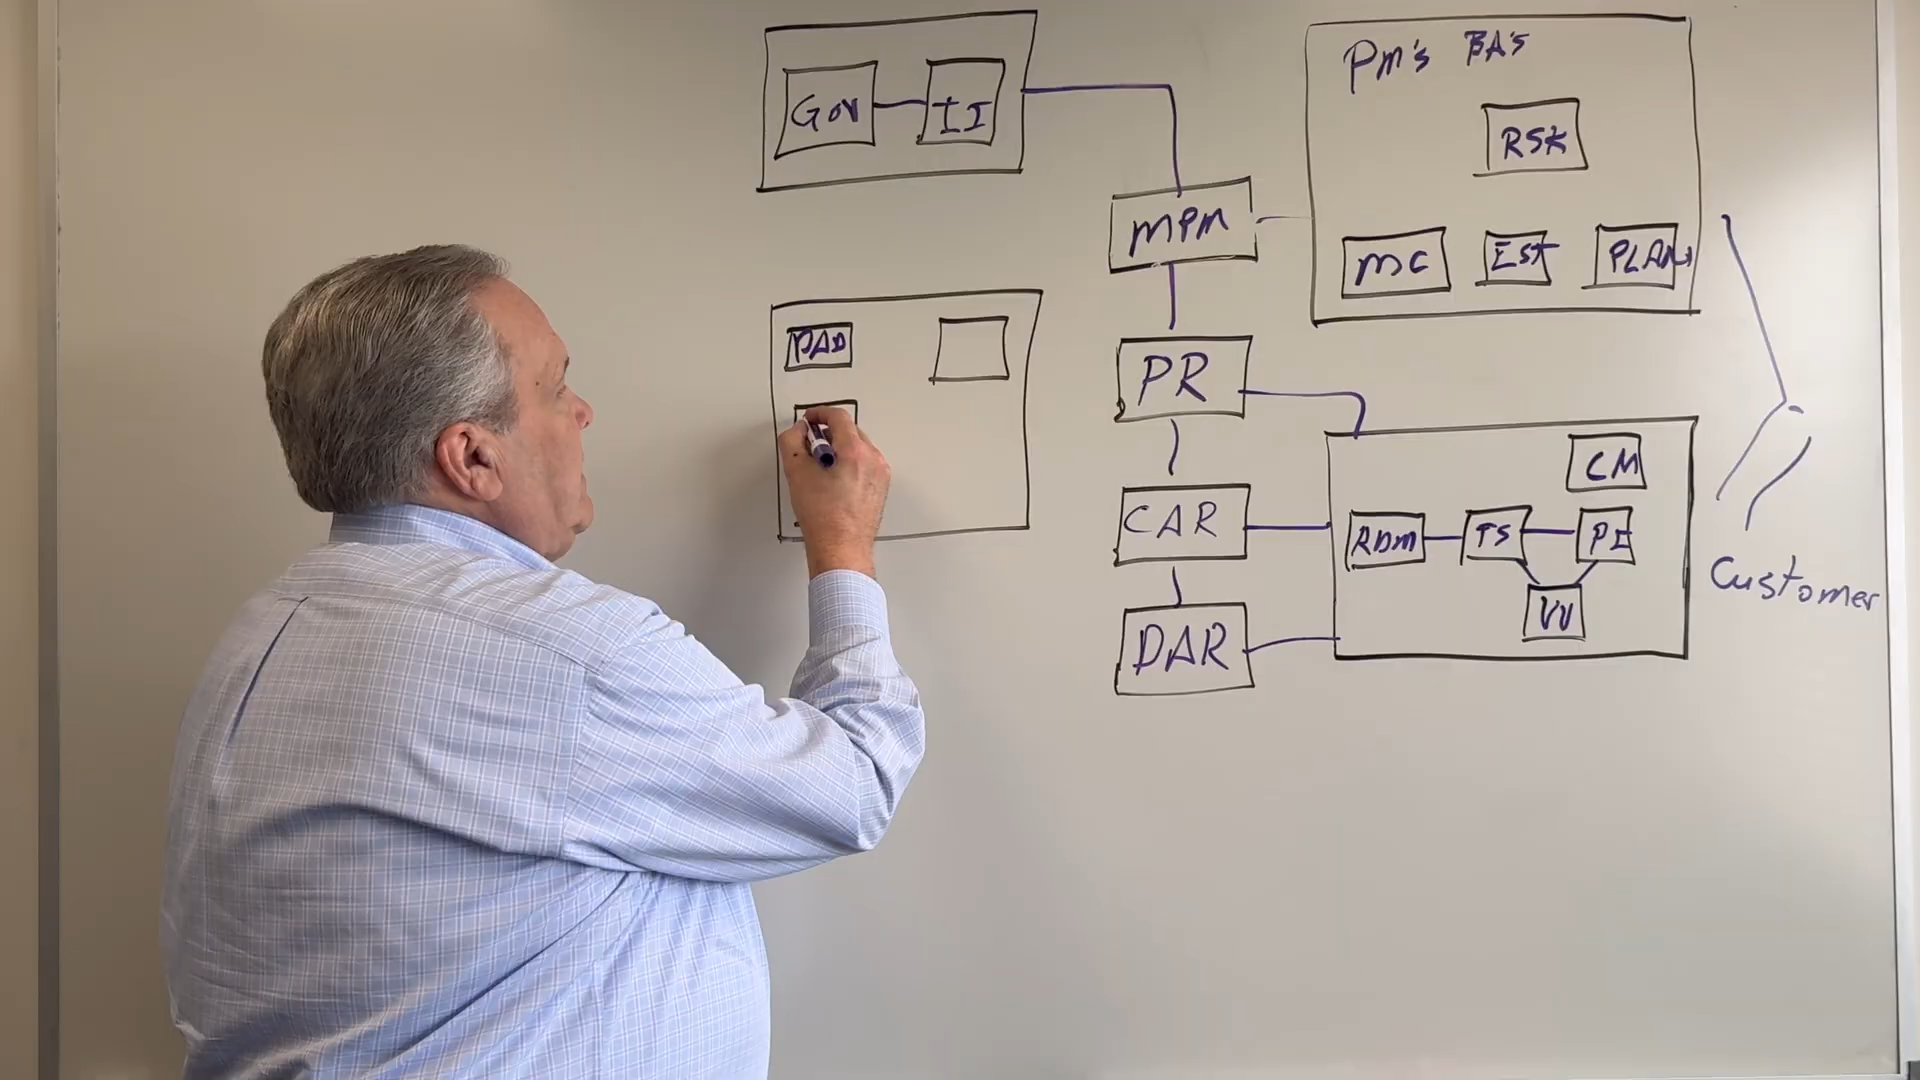 Gov II
Pm's BA's
RSK
MPM
MC EST PLAN
PAD
PR
CM
CAR
RDM TS PI
VV
Customer
DAR